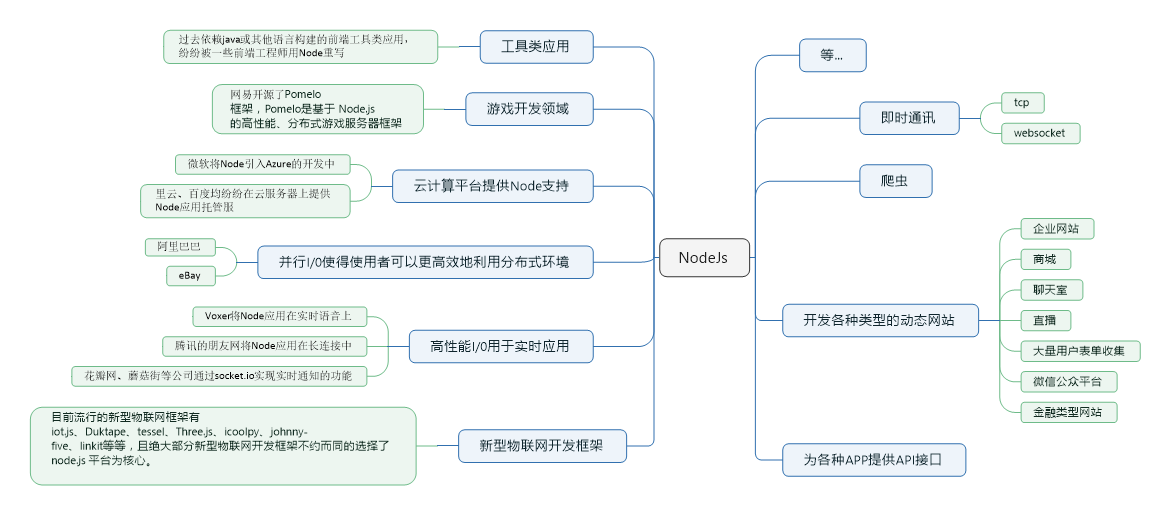 过去依赖java或其他语言构建的前端工具类应用，
纷纷被一些前端工程师用Node重写
工具类应用
网易开源了Pomelo
框架，Pomelo是基于 Node.js
的高性能、分布式游戏服务器框架
游戏开发领域
微软将Node引入Azure的开发中
里云、百度均纷纷在云服务器上提供
Node应用托管服
云计算平台提供Node支持
阿里巴巴
eBay
并行I/0使得使用者可以更高效地利用分布式环境
Voxer将Node应用在实时语音上
腾讯的朋友网将Node应用在长连接中
花瓣网、蘑菇街等公司通过socket.io实现实时通知的功能
高性能I/0用于实时应用
目前流行的新型物联网框架有
iot.js、Duktape、tessel、Three.js、icoolpy、johnny-
five、linkit等等，且绝大部分新型物联网开发框架不约而同的选择了
node.js 平台为核心。
新型物联网开发框架
NodeJs
等...
即时通讯
tcp
websocket
爬虫
开发各种类型的动态网站
企业网站
商城
聊天室
直播
大量用户表单收集
微信公众平台
金融类型网站
为各种APP提供API接口